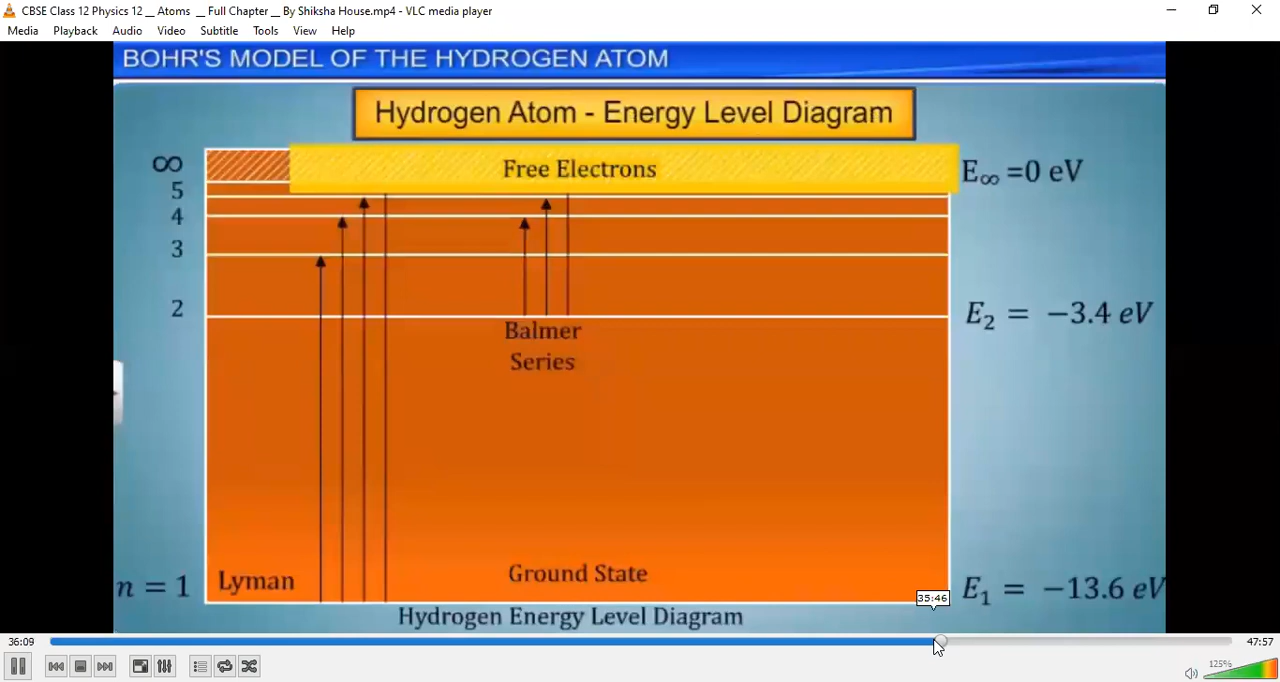 CBSE Class 12 Physics 12 __ Atoms __ Full Chapter __ By Shiksha House.mp4 - VLC media player
Media Playback Audio Video Subtitle Tools View Help
BOHR'S MODEL OF THE HYDROGEN ATOM
Hydrogen Atom - Energy Level Diagram
∞ Free Electrons E∞ =0 eV
5
4
3
2 E₂ = −3.4 eV
Balmer
Series
n = 1 Lyman Ground State E₁ = −13.6 eV
35:46
Hydrogen Energy Level Diagram
36:09 47:57
125%